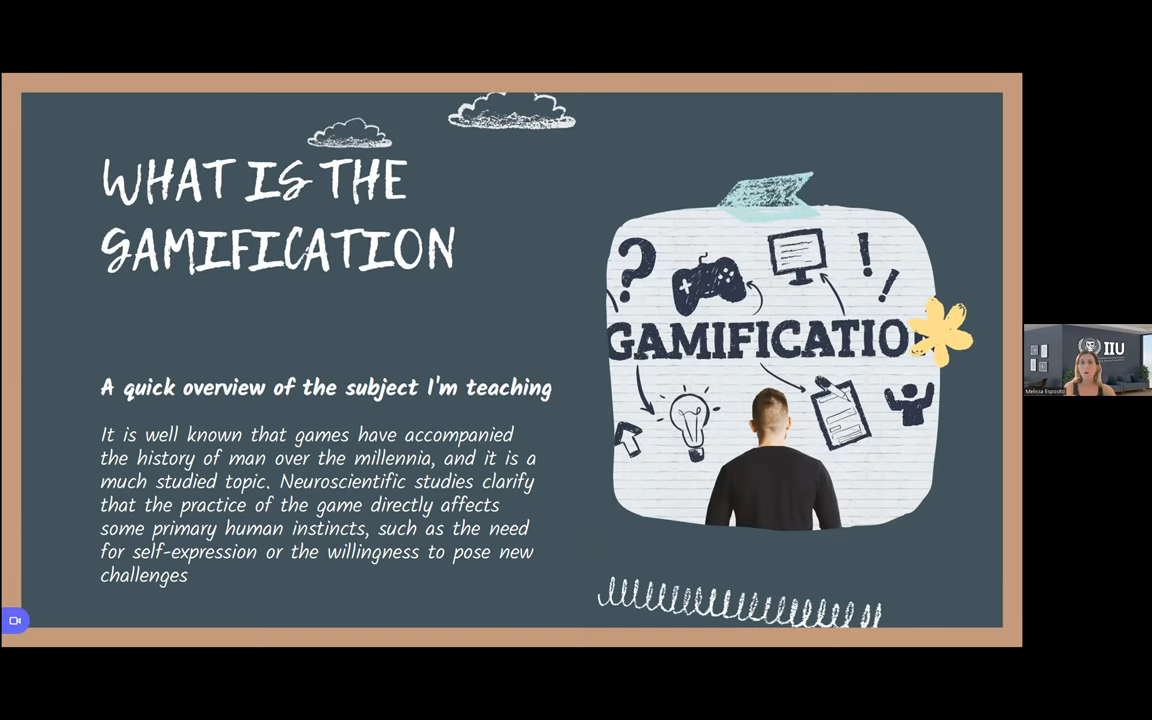 WHAT IS THE
GAMIFICATION
A quick overview of the subject I'm teaching
It is well known that games have accompanied
the history of man over the millennia, and it is a
much studied topic. Neuroscientific studies clarify
that the practice of the game directly affects
some primary human instincts, such as the need
for self-expression or the willingness to pose new
challenges
?
!
!
GAMIFICATION
IIU
Melissa Esposito